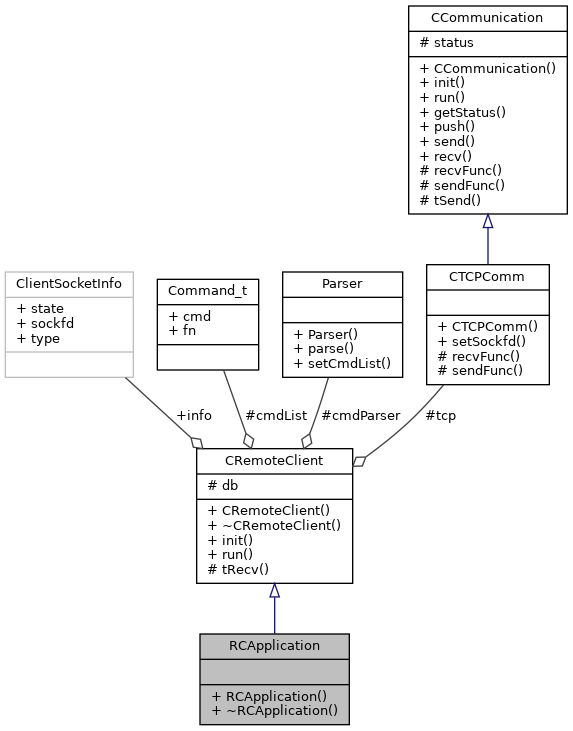 CCommunication
# status
+ CCommunication()
+ init()
+ run()
+ getStatus()
+ push()
+ send()
+ recv()
# recvFunc()
# sendFunc()
# tSend()
ClientSocketInfo
+ state
+ sockfd
+ type
Command_t
+ cmd
+ fn
Parser
+ Parser()
+ parse()
+ setCmdList()
CTCPComm
+ CTCPComm()
+ setSockfd()
# recvFunc()
# sendFunc()
+info
#cmdList
#cmdParser
#tcp
CRemoteClient
# db
+ CRemoteClient()
+ ~CRemoteClient()
+ init()
+ run()
# tRecv()
RCApplication
+ RCApplication()
+ ~RCApplication()